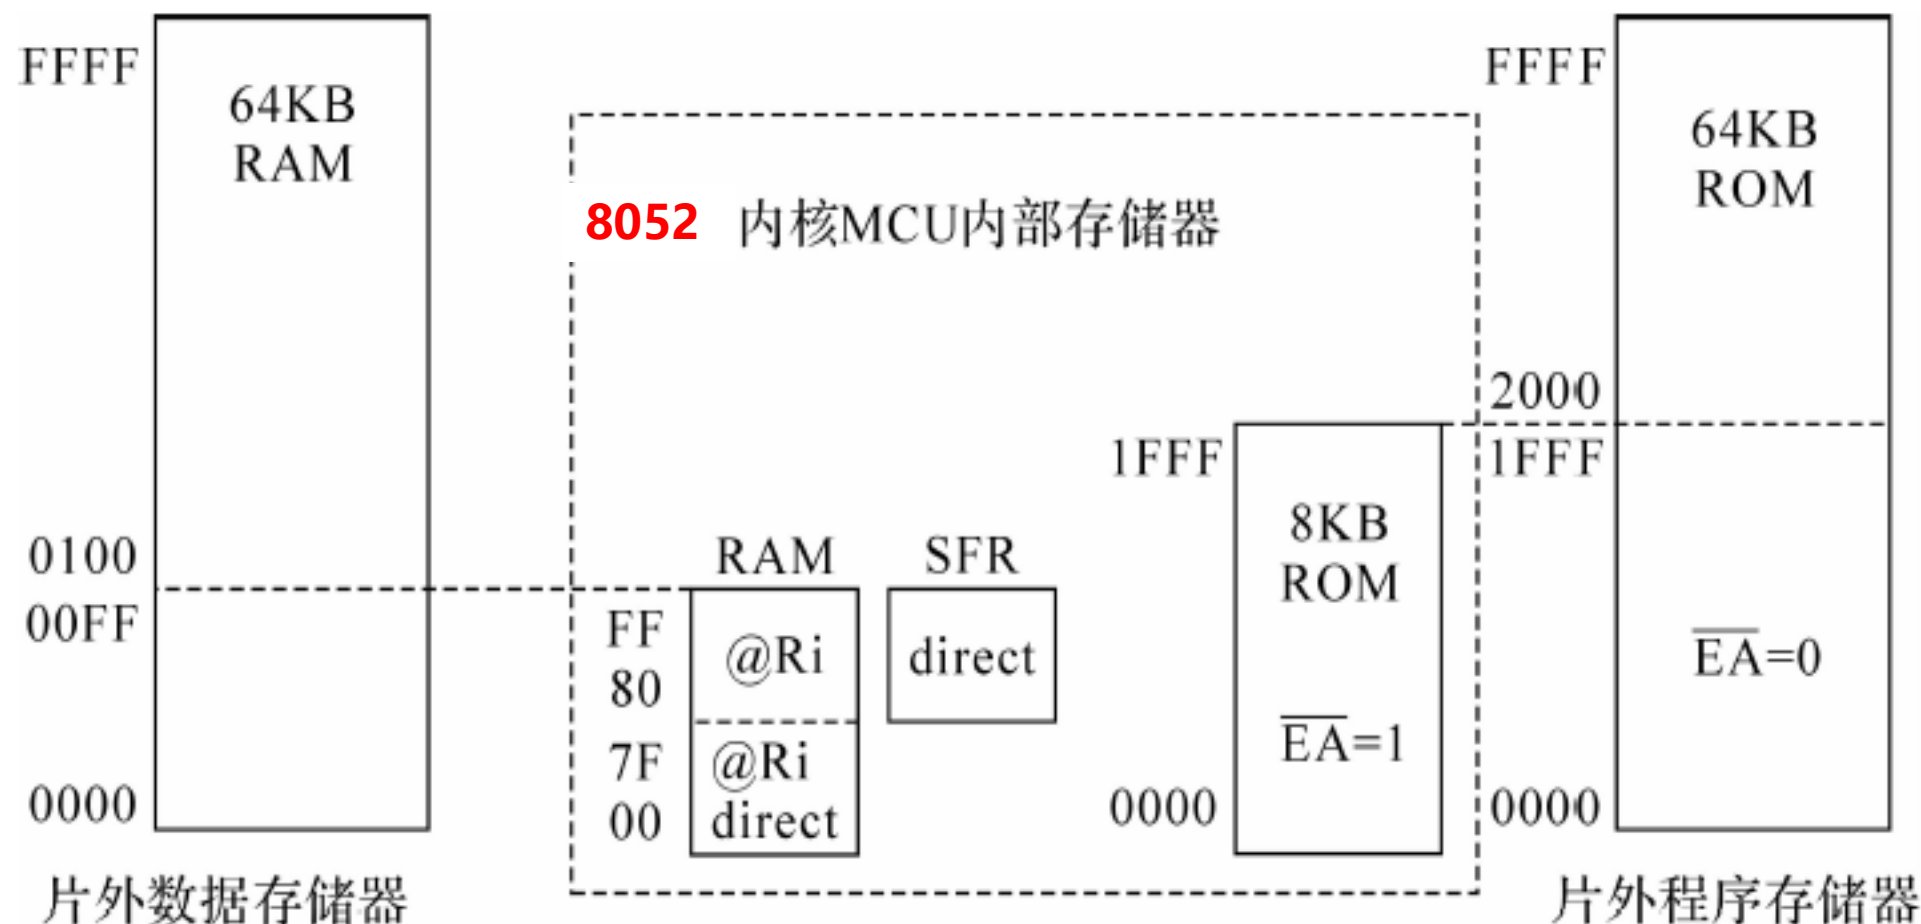 FFFF
64KB
RAM
0100
00FF
0000
片外数据存储器
8052 内核MCU内部存储器
RAM
FF
80
7F
00
@Ri
@Ri
direct
SFR
direct
1FFF
0000
8KB
ROM
E̅A̅=1
FFFF
2000
1FFF
0000
64KB
ROM
E̅A̅=0
片外程序存储器